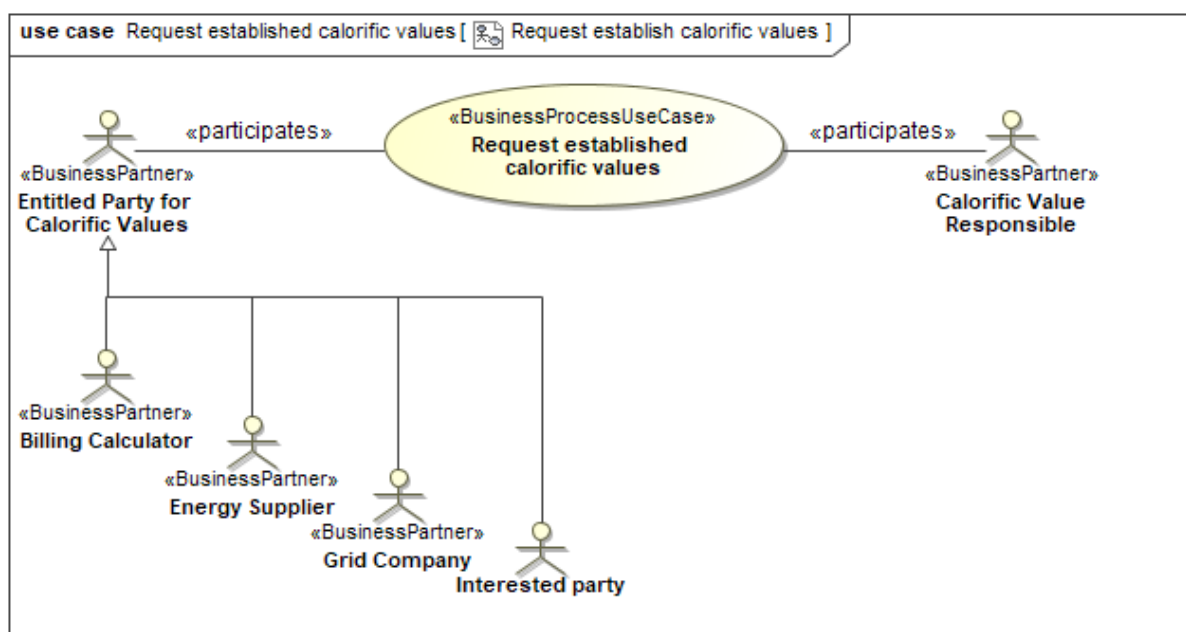 use case Request established calorific values [ Request establish calorific values ]
«participates»
«BusinessProcessUseCase»
Request established
calorific values
«participates»
«BusinessPartner»
Entitled Party for
Calorific Values
«BusinessPartner»
Calorific Value
Responsible
«BusinessPartner»
Billing Calculator
«BusinessPartner»
Energy Supplier
«BusinessPartner»
Grid Company
Interested party